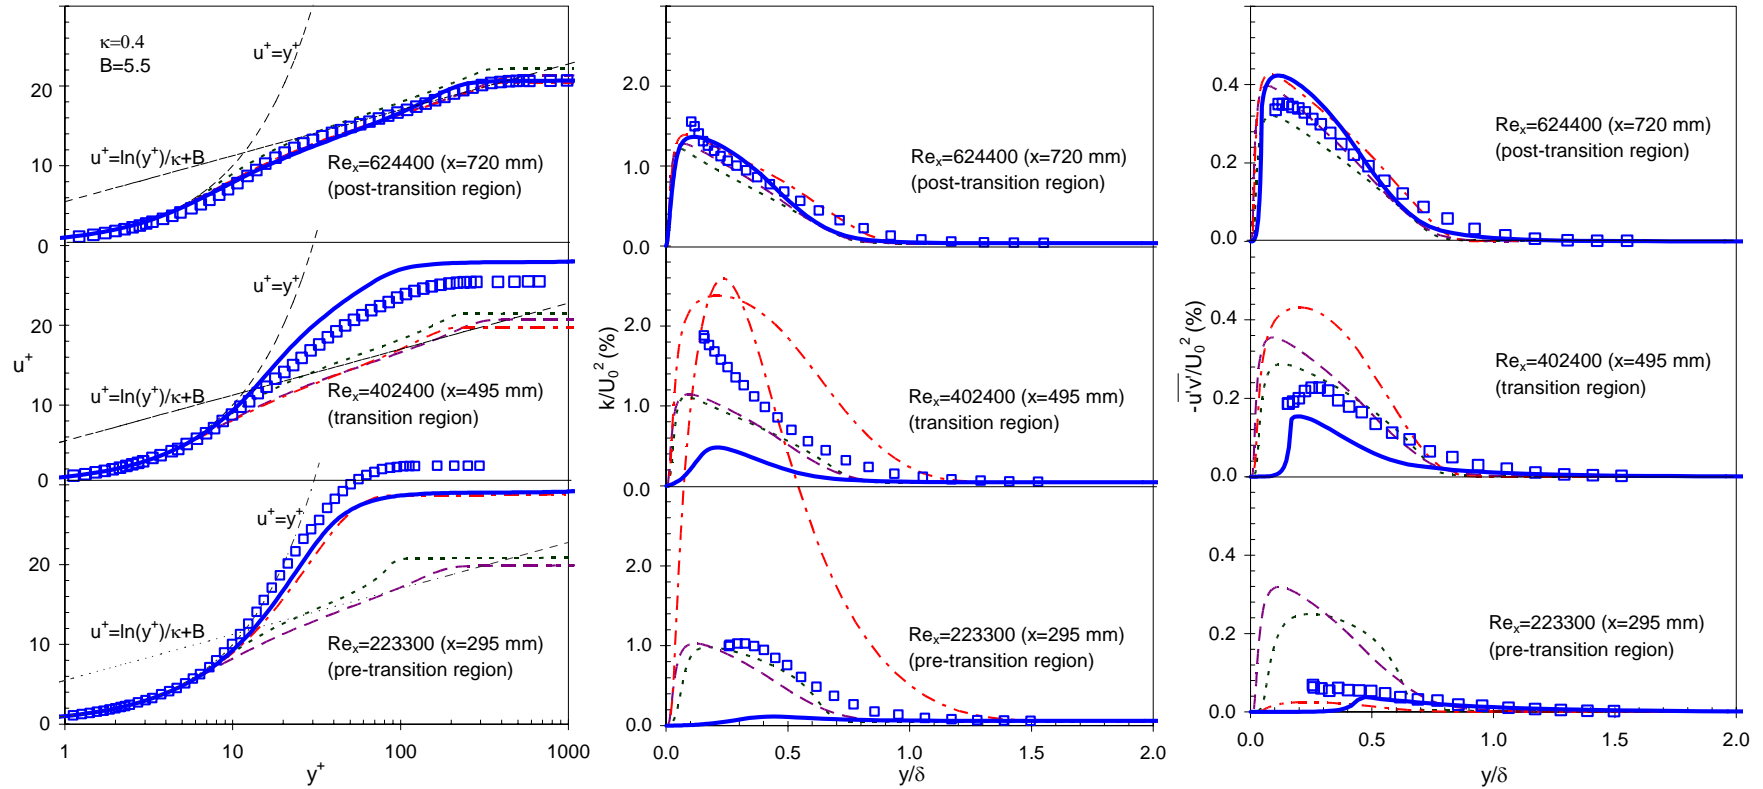 κ=0.4
B=5.5
u⁺=y⁺
20
u⁺=ln(y⁺)/κ+B
10
Reₓ=624400 (x=720 mm)
(post-transition region)
0
u⁺=y⁺
20
u⁺
u⁺=ln(y⁺)/κ+B
10
Reₓ=402400 (x=495 mm)
(transition region)
0
u⁺=y⁺
20
u⁺=ln(y⁺)/κ+B
10
Reₓ=223300 (x=295 mm)
(pre-transition region)
0
1 10 100 1000
y⁺
2.0
1.0
Reₓ=624400 (x=720 mm)
(post-transition region)
0.0
2.0
k/U₀² (%)
1.0
Reₓ=402400 (x=495 mm)
(transition region)
0.0
2.0
1.0
Reₓ=223300 (x=295 mm)
(pre-transition region)
0.0
0.0 0.5 1.0 1.5 2.0
y/δ
0.4
Reₓ=624400 (x=720 mm)
(post-transition region)
0.2
0.0
0.4
-u'v'/U₀² (%)
Reₓ=402400 (x=495 mm)
(transition region)
0.2
0.0
0.4
0.2
Reₓ=223300 (x=295 mm)
(pre-transition region)
0.0
0.0 0.5 1.0 1.5 2.0
y/δ